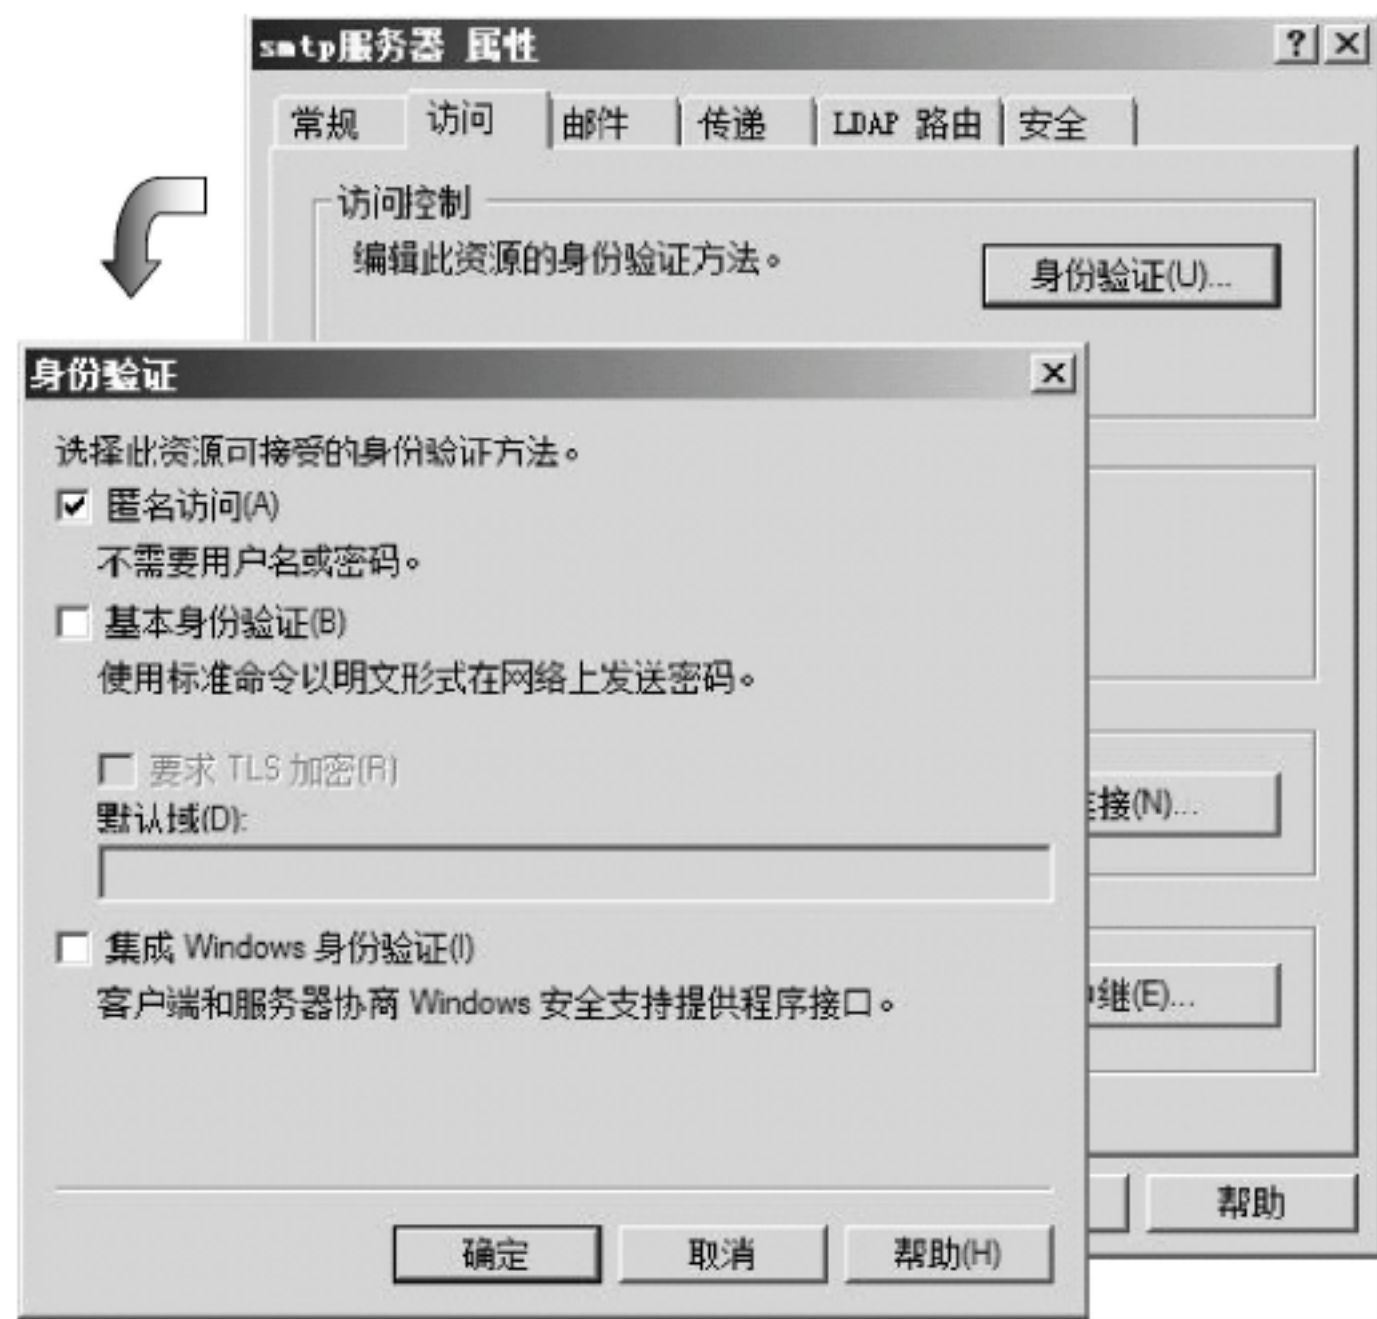 smtp服务器 属性
常规 访问 邮件 传递 LDAP 路由 安全
访问控制
编辑此资源的身份验证方法。
身份验证(U)...
身份验证
选择此资源可接受的身份验证方法。
匿名访问(A)
不需要用户名或密码。
基本身份验证(B)
使用标准命令以明文形式在网络上发送密码。
要求 TLS 加密(R)
默认域(D):
接(N)...
集成 Windows 身份验证(I)
客户端和服务器协商 Windows 安全支持提供程序接口。
继(E)...
帮助
确定 取消 帮助(H)